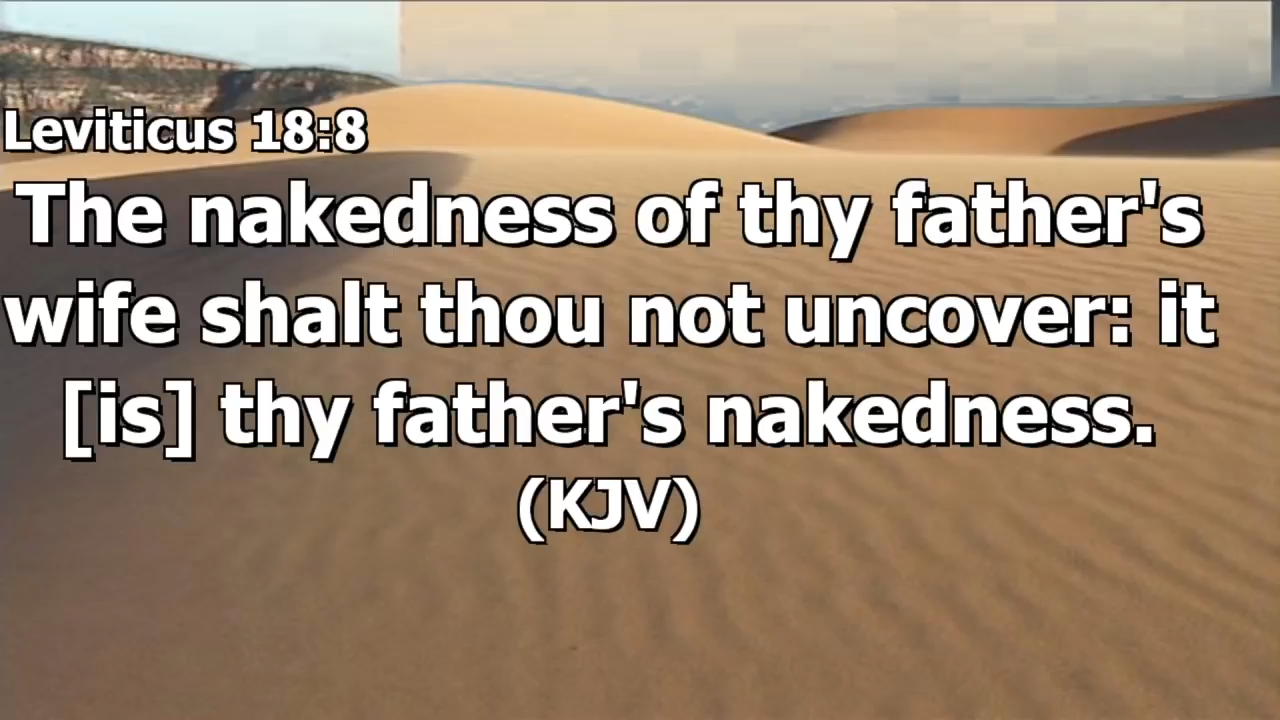 Leviticus 18:8
The nakedness of thy father's
wife shalt thou not uncover: it
[is] thy father's nakedness.
(KJV)